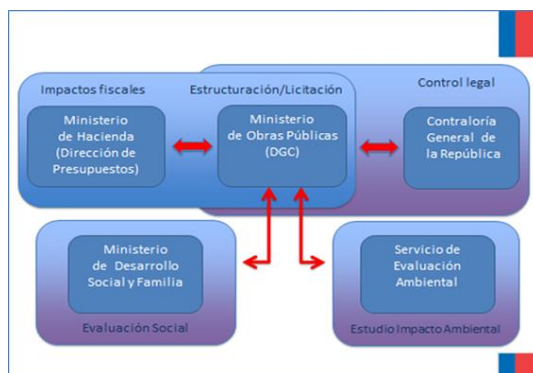 Impactos fiscales
Estructuración/Licitación
Control legal
Ministerio
de Hacienda
(Dirección de
Presupuestos)
Ministerio
de Obras Públicas
(DGC)
Contraloría
General de
la República
Ministerio
de Desarrollo
Social y Familia
Evaluación Social
Servicio de
Evaluación
Ambiental
Estudio Impacto Ambiental